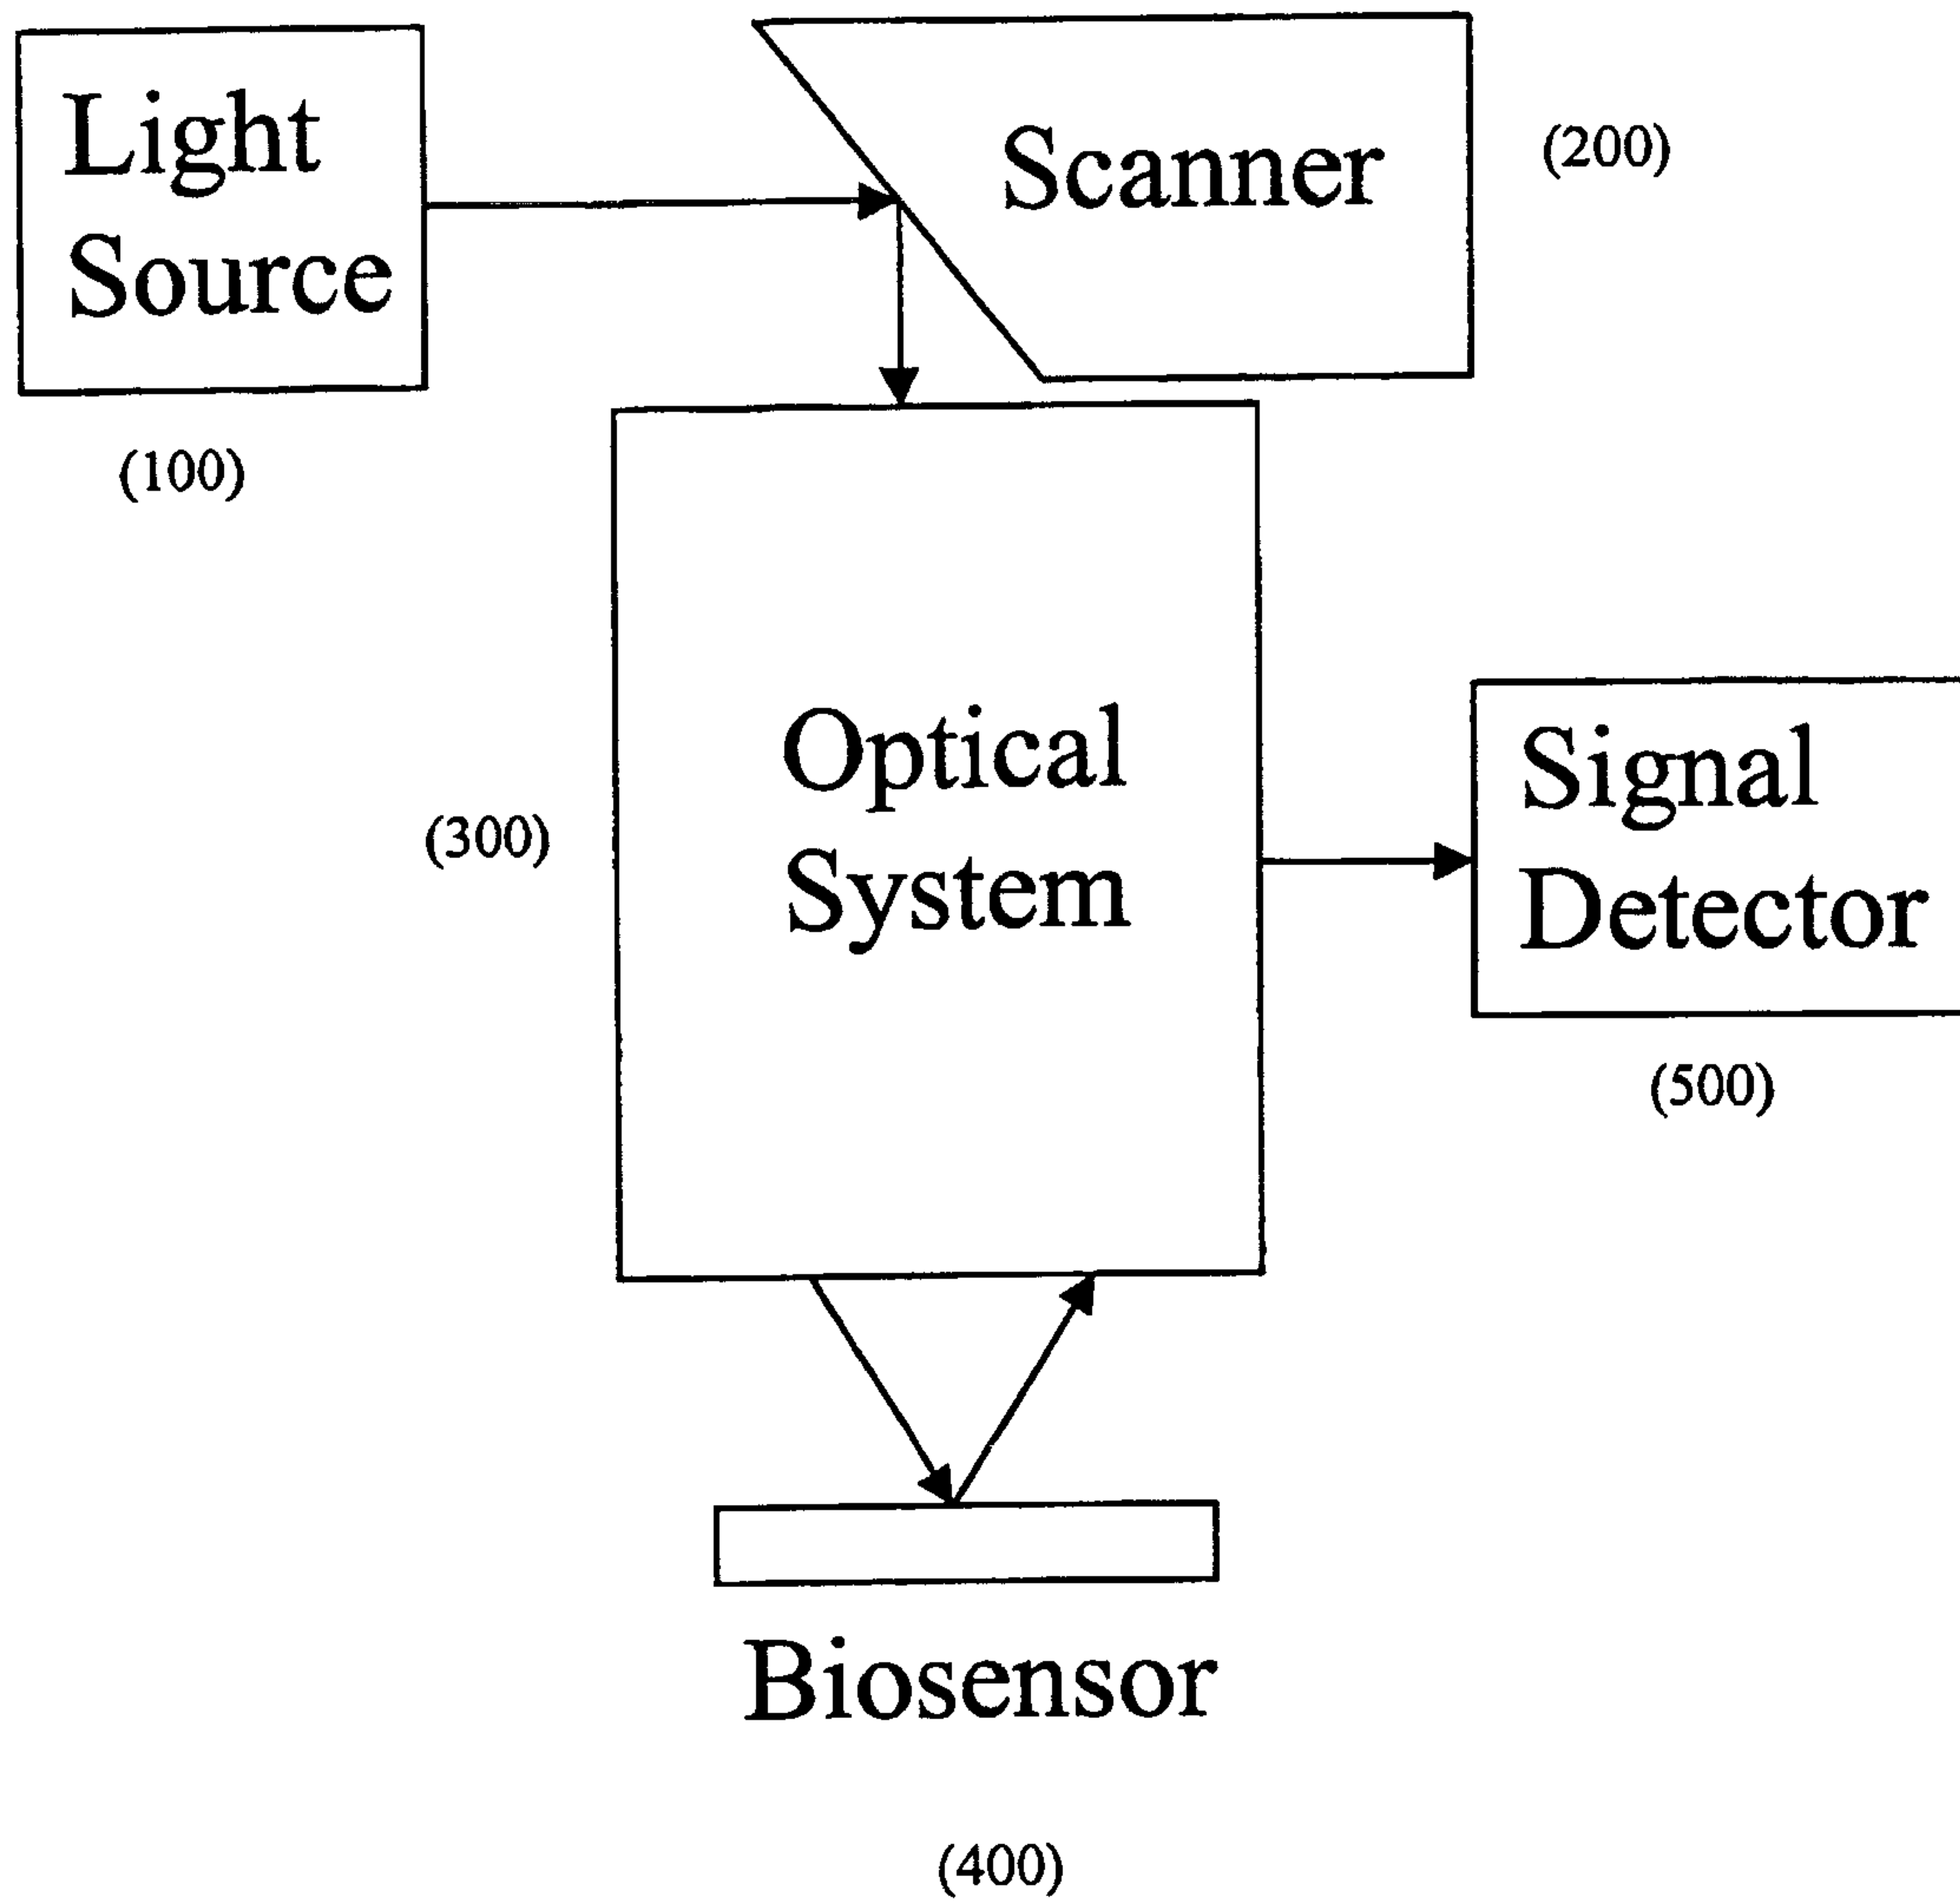 Light
Source
(100)
Scanner
(200)
Optical
System
(300)
Signal
Detector
(500)
Biosensor
(400)